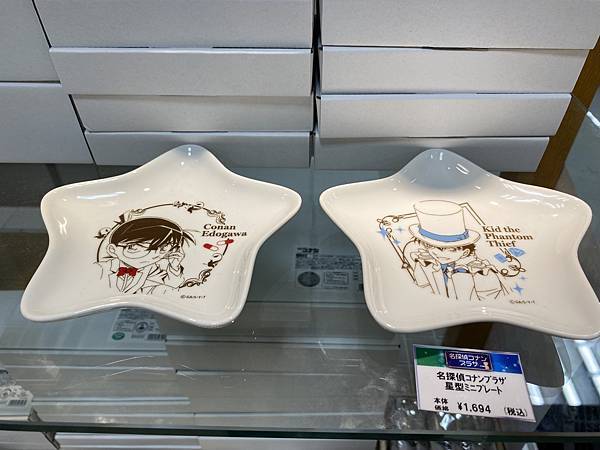 Conan
Edogawa
Kid the
Phantom
Thief
名探偵コナン
プラザ
名探偵コナンプラザ
星型ミニプレート
本体
価格 ¥1,694 (税込)